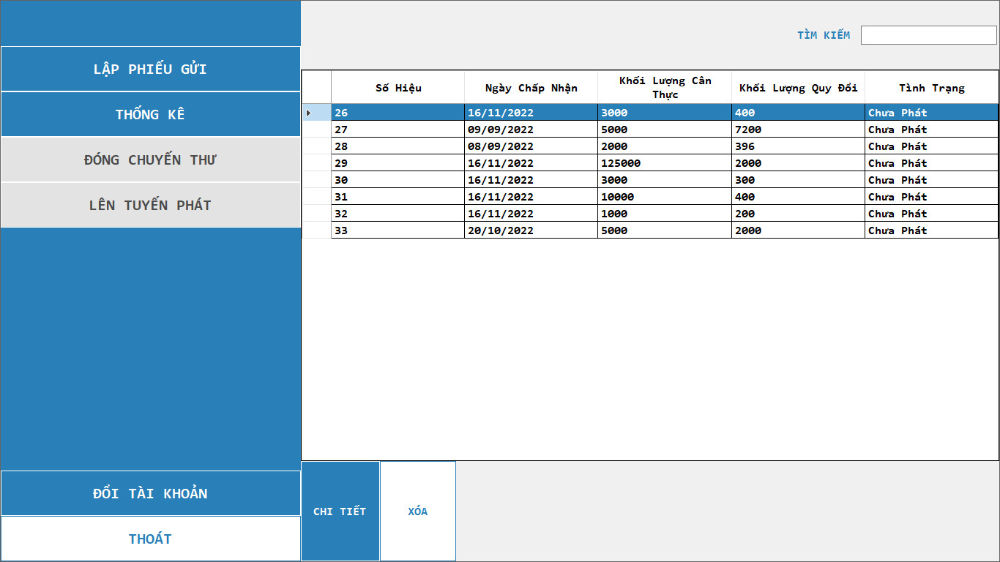 LẬP PHIẾU GỬI
THỐNG KÊ
ĐÓNG CHUYẾN THƯ
LÊN TUYẾN PHÁT
ĐỔI TÀI KHOẢN
THOÁT
TÌM KIẾM
Số Hiệu Ngày Chấp Nhận Khối Lượng Cân Thực Khối Lượng Quy Đổi Tình Trạng
26 16/11/2022 3000 400 Chưa Phát
27 09/09/2022 5000 7200 Chưa Phát
28 08/09/2022 2000 396 Chưa Phát
29 16/11/2022 125000 2000 Chưa Phát
30 16/11/2022 3000 300 Chưa Phát
31 16/11/2022 10000 400 Chưa Phát
32 16/11/2022 1000 200 Chưa Phát
33 20/10/2022 5000 2000 Chưa Phát
CHI TIẾT XÓA